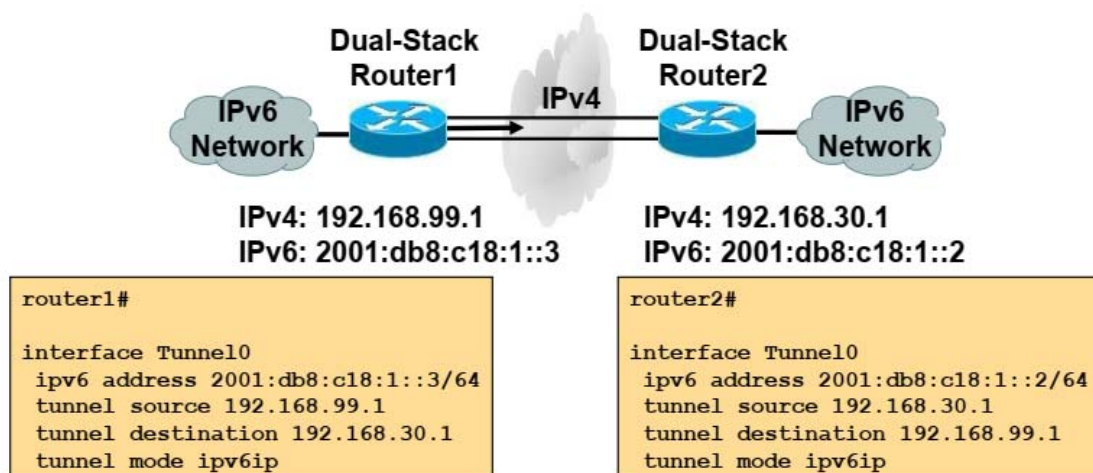 Dual-Stack
Router1
Dual-Stack
Router2
IPv6
Network
IPv4
IPv6
Network
IPv4: 192.168.99.1
IPv6: 2001:db8:c18:1::3
IPv4: 192.168.30.1
IPv6: 2001:db8:c18:1::2
router1#
interface Tunnel0
ipv6 address 2001:db8:c18:1::3/64
tunnel source 192.168.99.1
tunnel destination 192.168.30.1
tunnel mode ipv6ip
router2#
interface Tunnel0
ipv6 address 2001:db8:c18:1::2/64
tunnel source 192.168.30.1
tunnel destination 192.168.99.1
tunnel mode ipv6ip